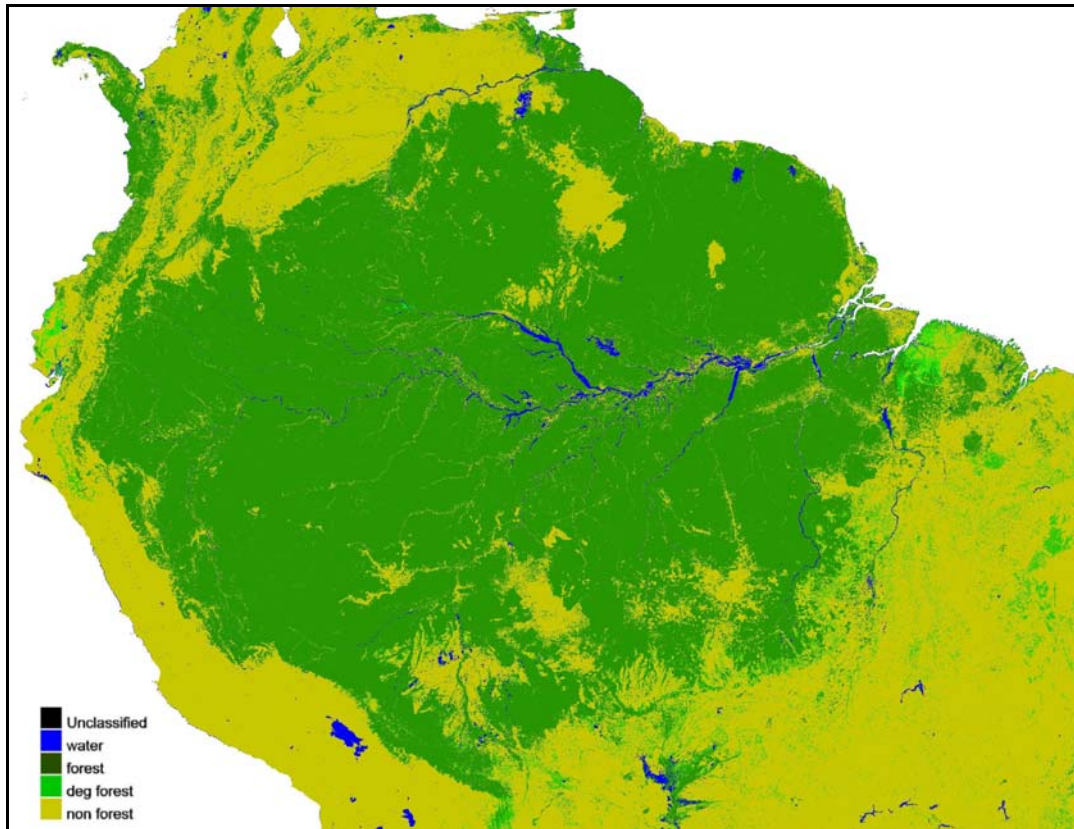 Unclassified
water
forest
deg forest
non forest